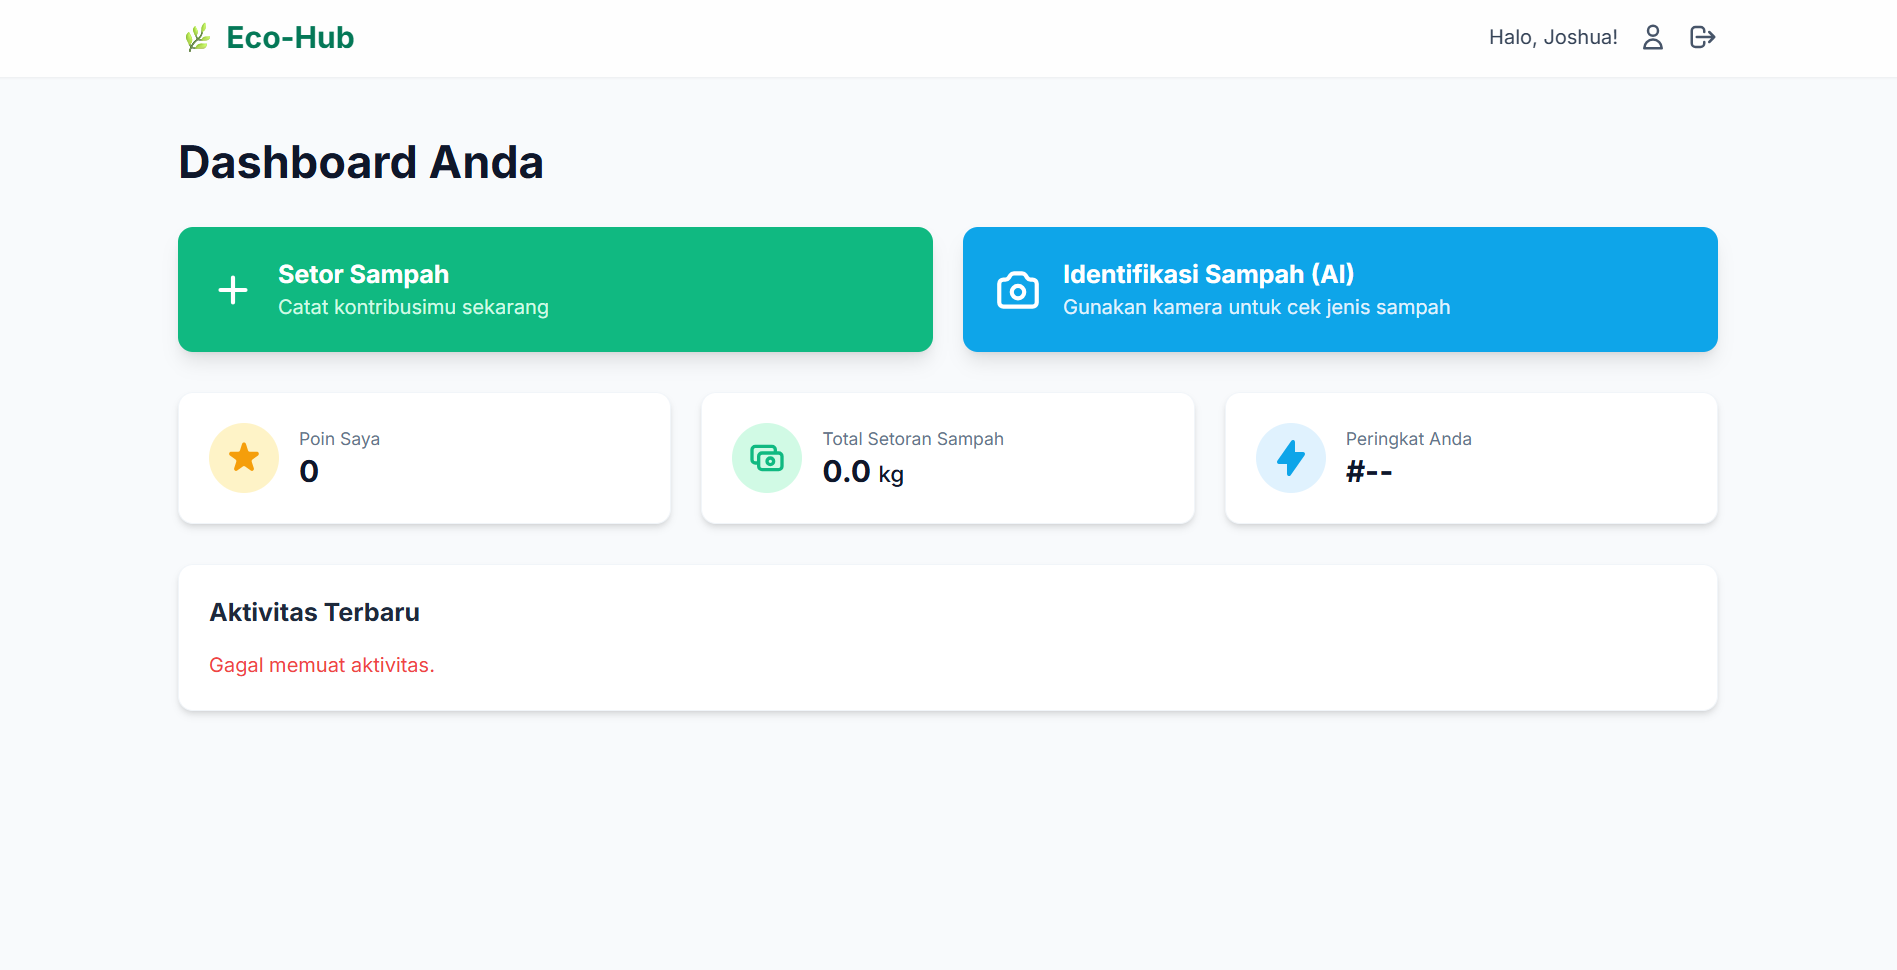 Eco-Hub
Halo, Joshua!
Dashboard Anda
Setor Sampah
Catat kontribusimu sekarang
Identifikasi Sampah (AI)
Gunakan kamera untuk cek jenis sampah
Poin Saya
0
Total Setoran Sampah
0.0 kg
Peringkat Anda
#--
Aktivitas Terbaru
Gagal memuat aktivitas.